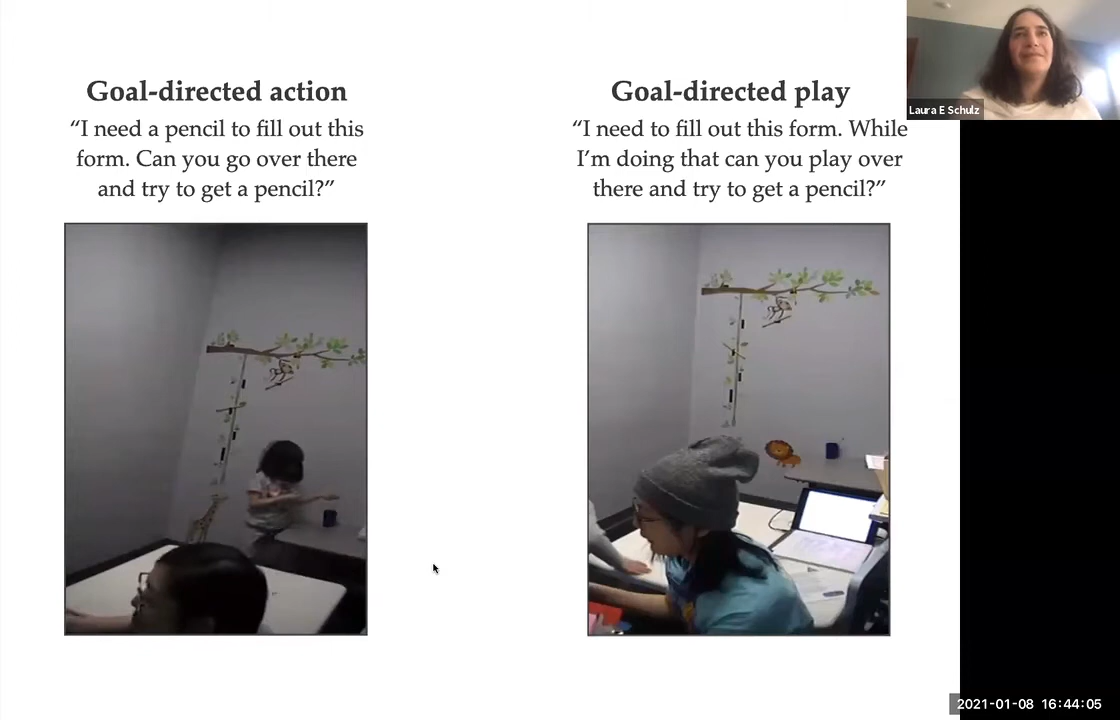 Goal-directed action
“I need a pencil to fill out this
form. Can you go over there
and try to get a pencil?”
Goal-directed play
“I need to fill out this form. While
I’m doing that can you play over
there and try to get a pencil?”
Laura E Schulz
2021-01-08 16:44:05